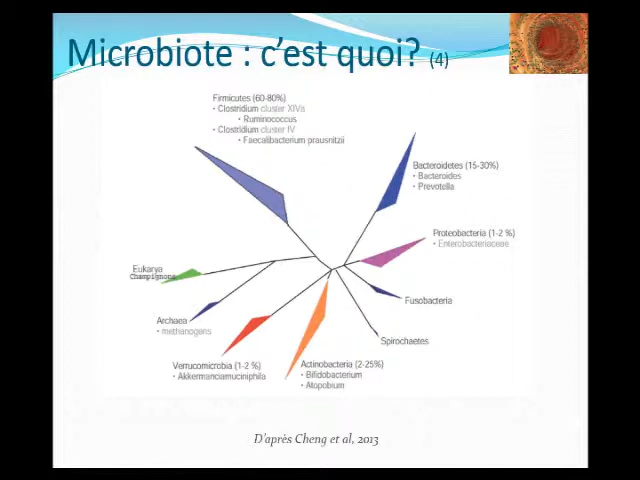 Microbiote : c'est quoi? (4)
Firmicutes (60-80%)
• Clostridium cluster XIVa
• Ruminococcus
• Clostridium cluster IV
• Faecalibacterium prausnitzii
Bacteroidetes (15-30%)
• Bacteroides
• Prevotella
Proteobacteria (1-2 %)
• Enterobacteriaceae
Eukarya
Champignons
Fusobacteria
Archaea
• methanogens
Spirochaetes
Verrucomicrobia (1-2 %)
• Akkermanciamuciniphila
Actinobacteria (2-25%)
• Bifidobacterium
• Atopobium
D'après Cheng et al, 2013